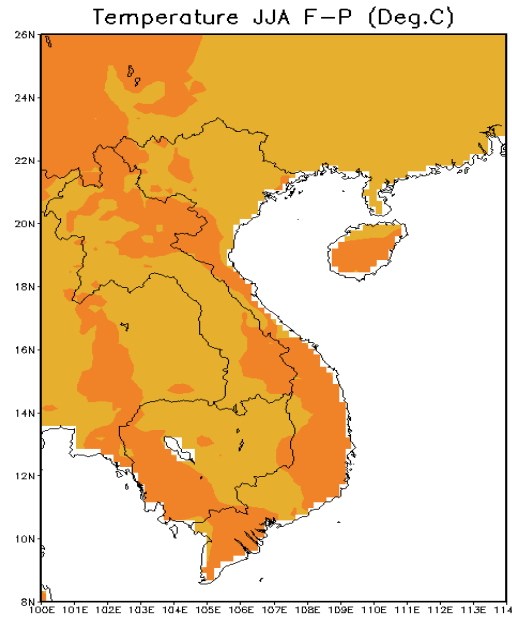 Temperature JJA F-P (Deg.C)
26N
24N
22N
20N
18N
16N
14N
12N
10N
8N
100E 101E 102E 103E 104E 105E 106E 107E 108E 109E 110E 111E 112E 113E 114